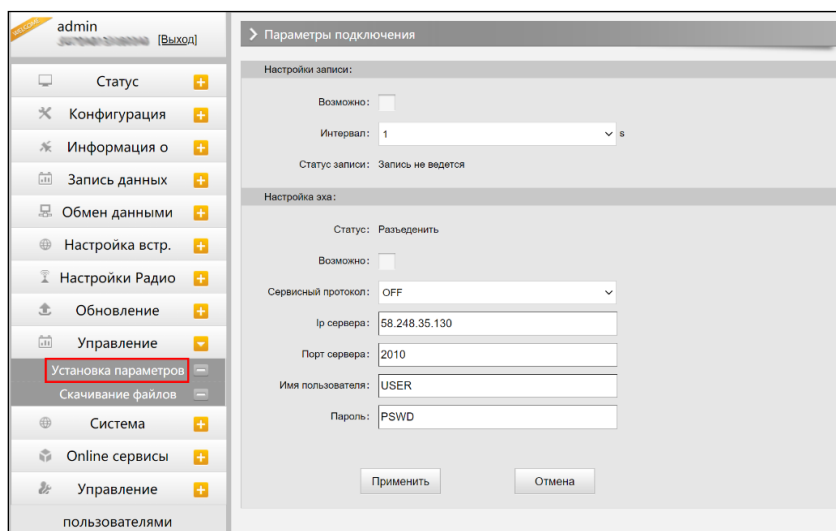 WELCOME
admin
[Выход]
Статус
Конфигурация
Информация о
Запись данных
Обмен данными
Настройка встр.
Настройки Радио
Обновление
Управление
Установка параметров
Скачивание файлов
Система
Online сервисы
Управление
пользователями
Параметры подключения
Настройки записи:
Возможно:
Интервал: 1 s
Статус записи: Запись не ведется
Настройка эха:
Статус: Разъеденить
Возможно:
Сервисный протокол: OFF
Ip сервера: 58.248.35.130
Порт сервера: 2010
Имя пользователя: USER
Пароль: PSWD
Применить Отмена